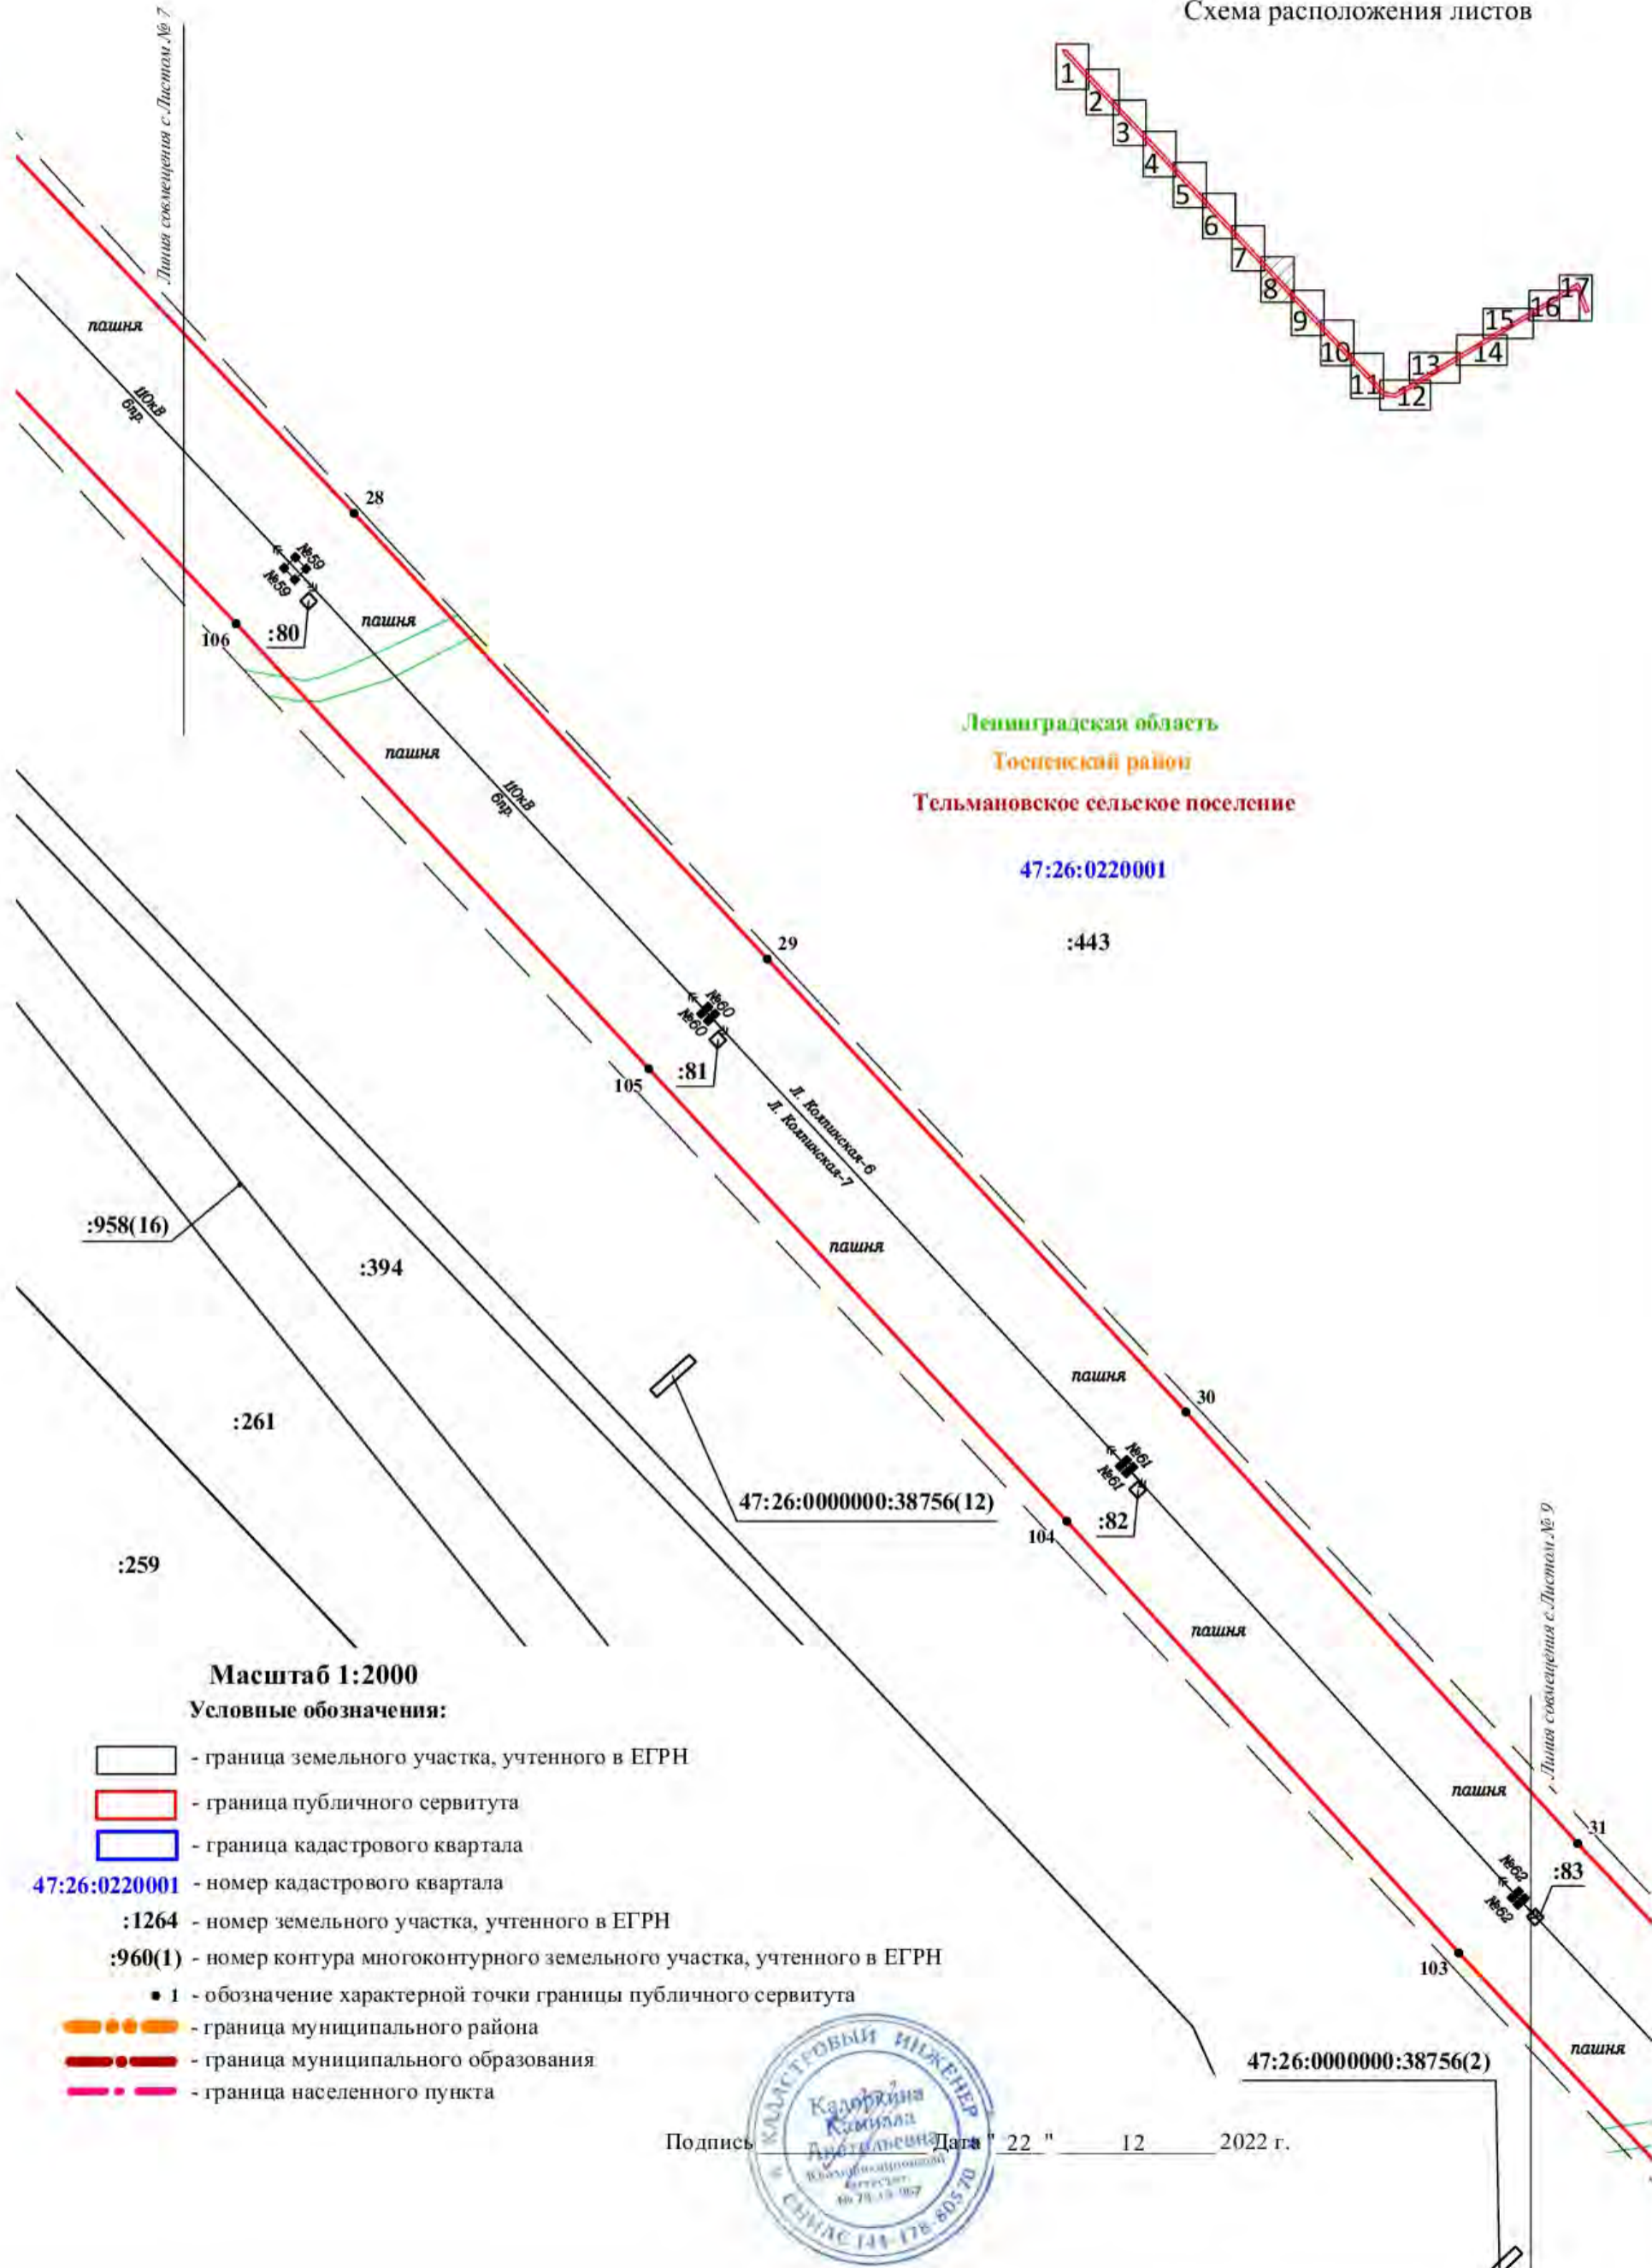 Схема расположения листов
1
2
3
4
5
6
7
8
9
10
11
12
13
14
15
16
17
Линия совмещения с Листом № 7
пашня
110кВ
6пр.
28
№59
№59
:80
106
пашня
пашня
110кВ
6пр.
Ленинградская область
Тосненский район
Тельмановское сельское поселение
47:26:0220001
:443
29
№60
№60
:81
105
Л. Колпинская-6
Л. Колпинская-7
:958(16)
:394
пашня
:261
пашня
30
№61
№61
47:26:0000000:38756(12)
:82
104
:259
пашня
Линия совмещения с Листом № 9
пашня
31
№62
№62
:83
103
пашня
47:26:0000000:38756(2)
Масштаб 1:2000
Условные обозначения:
- граница земельного участка, учтенного в ЕГРН
- граница публичного сервитута
- граница кадастрового квартала
47:26:0220001 - номер кадастрового квартала
:1264 - номер земельного участка, учтенного в ЕГРН
:960(1) - номер контура многоконтурного земельного участка, учтенного в ЕГРН
1 - обозначение характерной точки границы публичного сервитута
- граница муниципального района
- граница муниципального образования
- граница населенного пункта
Подпись Дата " 22 " 12 2022 г.
КАДАСТРОВЫЙ ИНЖЕНЕР
Камилла
Анатольевна
СНИЛС